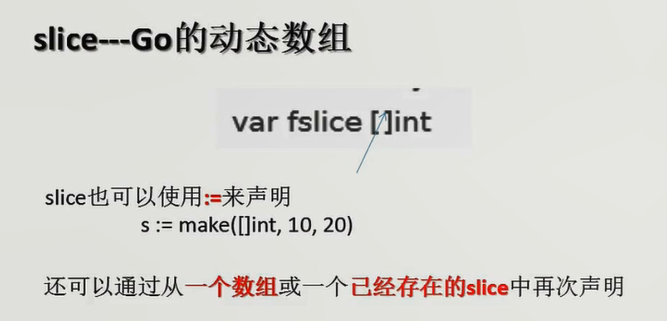 slice---Go的动态数组
var fslice []int
slice也可以使用:=来声明
s := make([]int, 10, 20)
还可以通过从一个数组或一个已经存在的slice中再次声明